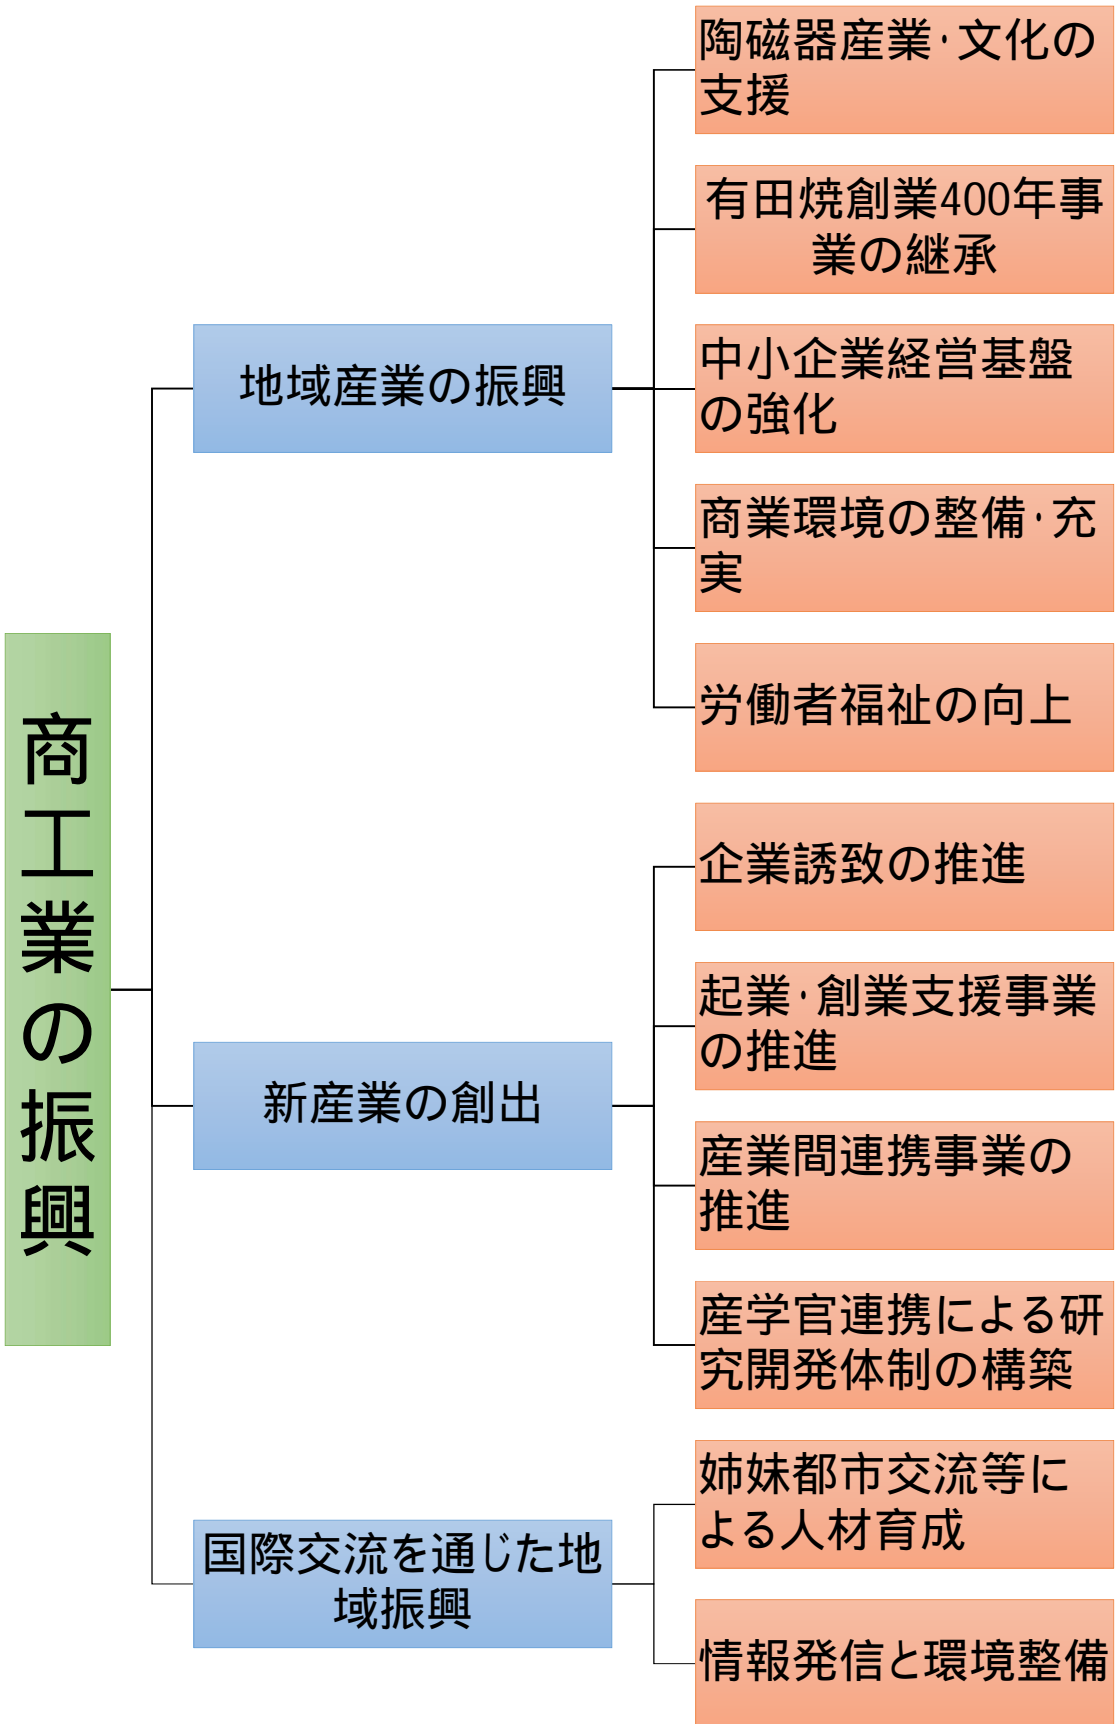 商工業の振興
地域産業の振興
陶磁器産業・文化の
支援
有田焼創業400年事
業の継承
中小企業経営基盤
の強化
商業環境の整備・充
実
労働者福祉の向上
新産業の創出
企業誘致の推進
起業・創業支援事業
の推進
産業間連携事業の
推進
産学官連携による研
究開発体制の構築
国際交流を通じた地
域振興
姉妹都市交流等に
よる人材育成
情報発信と環境整備